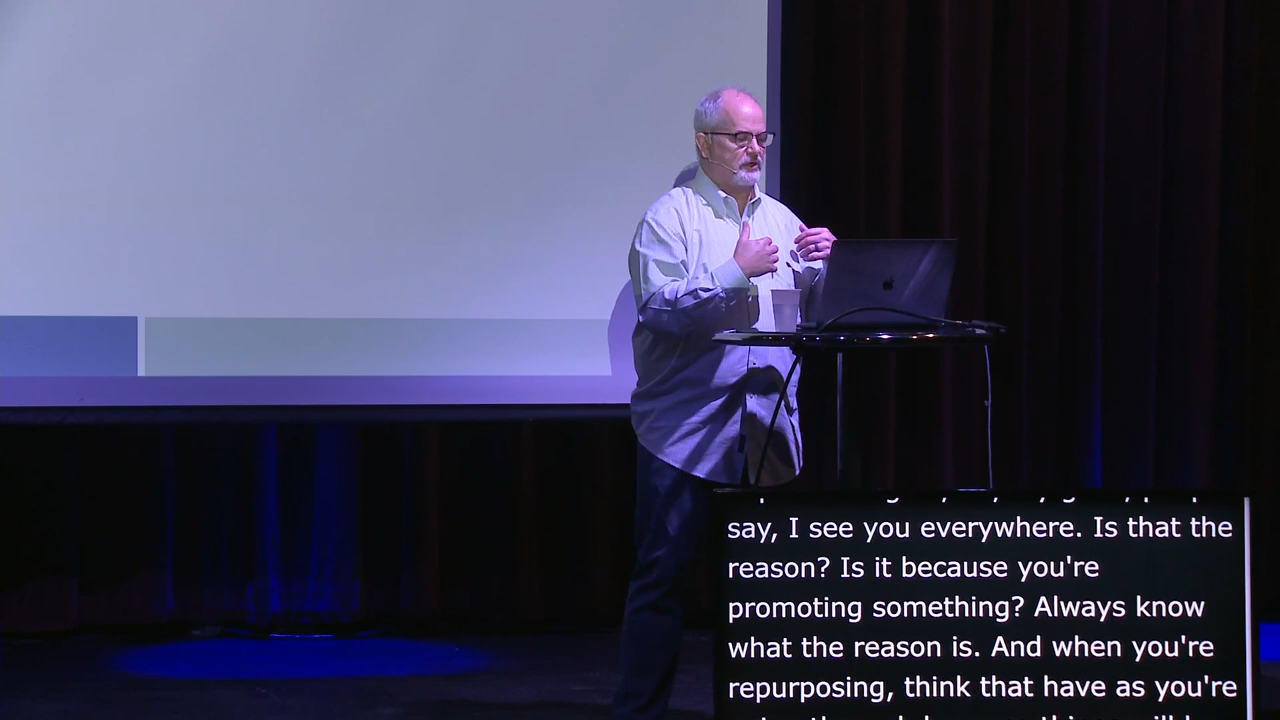 say, I see you everywhere. Is that the
reason? Is it because you're
promoting something? Always know
what the reason is. And when you're
repurposing, think that have as you're